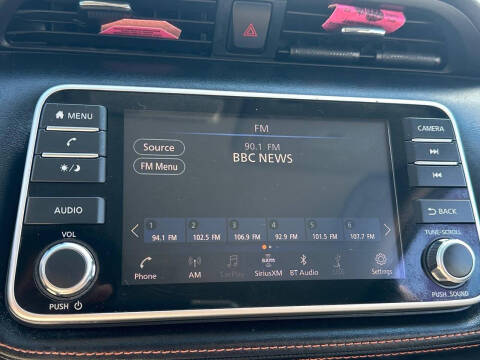 MENU
AUDIO
VOL
PUSH
FM
Source
90.1 FM
BBC NEWS
FM Menu
1 2 3 4 5 6
94.1 FM 102.5 FM 106.9 FM 92.9 FM 101.5 FM 107.7 FM
Phone AM CarPlay SiriusXM BT Audio USB Settings
CAMERA
BACK
TUNE·SCROLL
PUSH SOUND